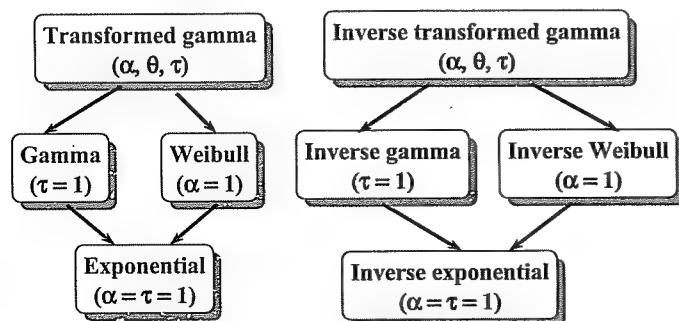 Transformed gamma
(α, θ, τ)
Inverse transformed gamma
(α, θ, τ)
Gamma
(τ = 1)
Weibull
(α = 1)
Inverse gamma
(τ = 1)
Inverse Weibull
(α = 1)
Exponential
(α = τ = 1)
Inverse exponential
(α = τ = 1)